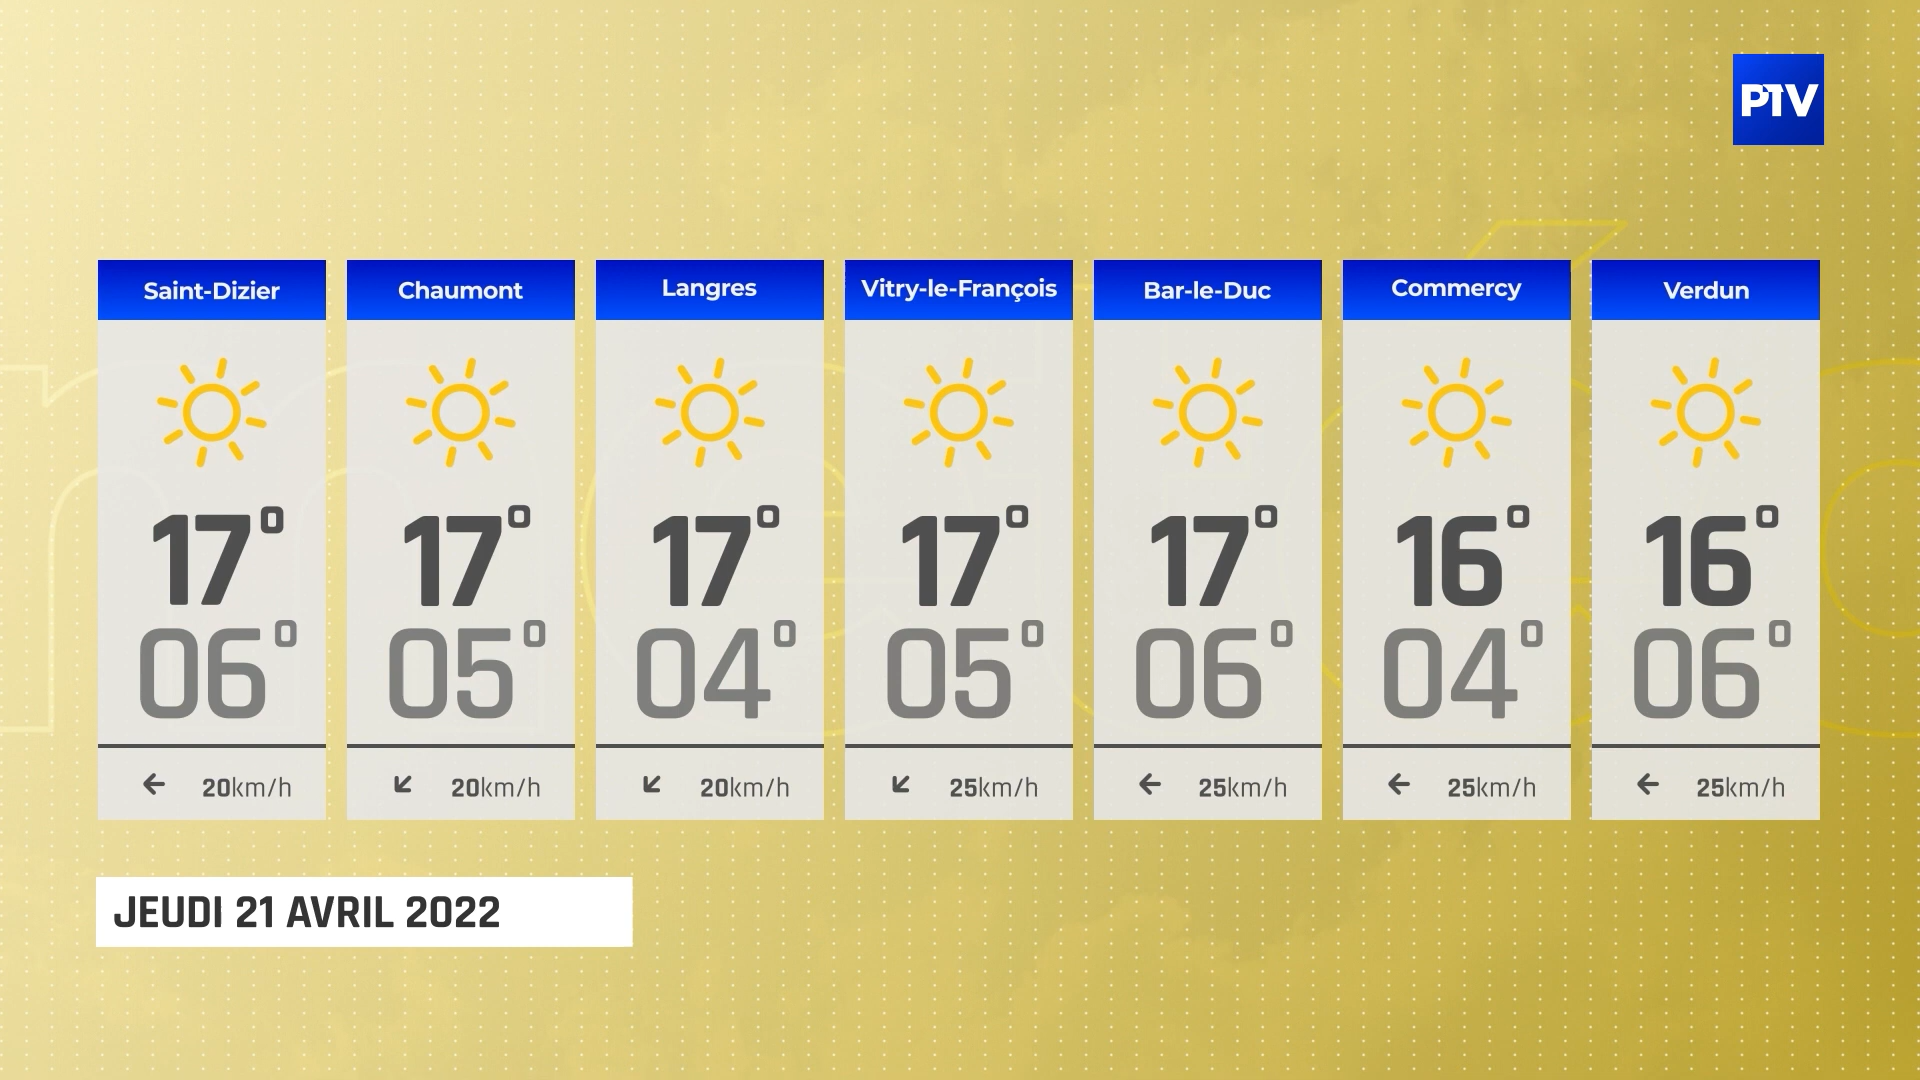 PTV
Saint-Dizier
17°
06°
20km/h
Chaumont
17°
05°
20km/h
Langres
17°
04°
20km/h
Vitry-le-François
17°
05°
25km/h
Bar-le-Duc
17°
06°
25km/h
Commercy
16°
04°
25km/h
Verdun
16°
06°
25km/h
JEUDI 21 AVRIL 2022